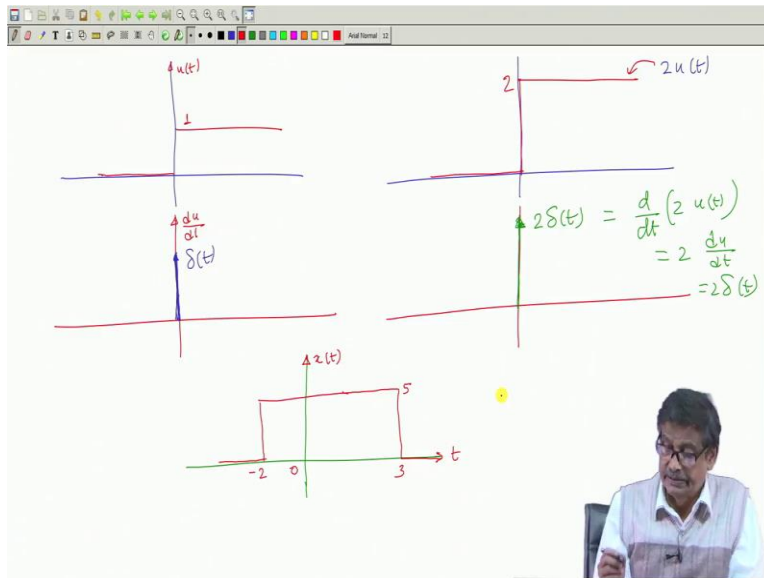 Arial Normal 12
u(t)
1
2
2u(t)
du/dt
δ(t)
2δ(t) = d/dt (2 u(t))
= 2 du/dt
= 2δ(t)
x(t)
5
-2 0 3 t